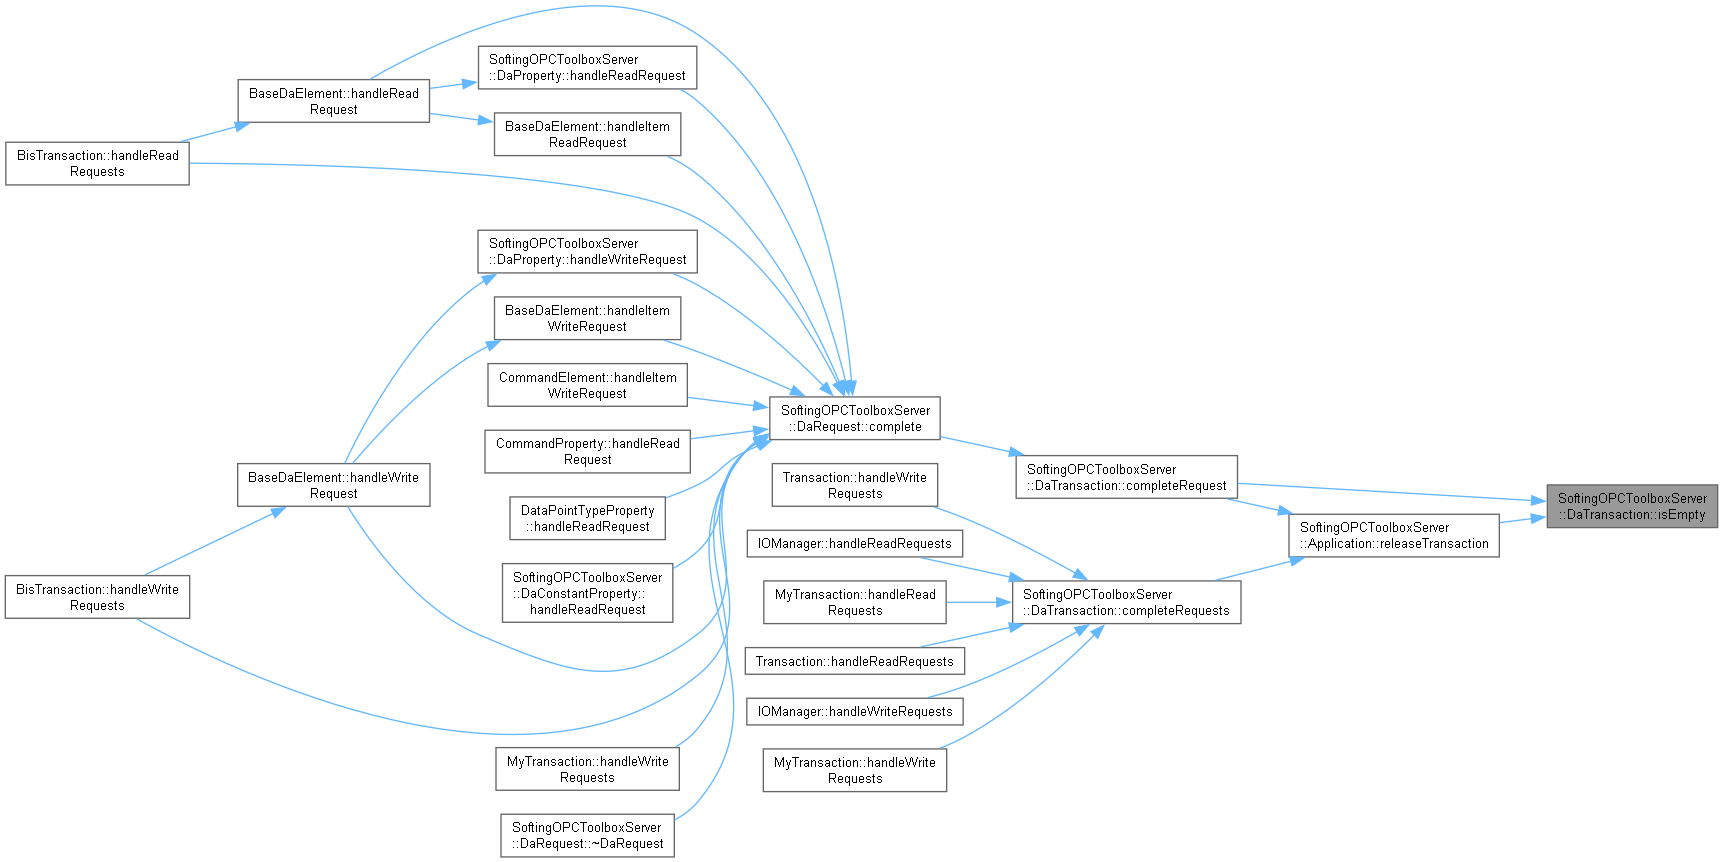 SoftingOPCToolboxServer
::DaProperty::handleReadRequest
BaseDaElement::handleRead
Request
BaseDaElement::handleItem
ReadRequest
BisTransaction::handleRead
Requests
SoftingOPCToolboxServer
::DaProperty::handleWriteRequest
BaseDaElement::handleItem
WriteRequest
CommandElement::handleItem
WriteRequest
SoftingOPCToolboxServer
::DaRequest::complete
CommandProperty::handleRead
Request
BaseDaElement::handleWrite
Request
Transaction::handleWrite
Requests
SoftingOPCToolboxServer
::DaTransaction::completeRequest
SoftingOPCToolboxServer
::DaTransaction::isEmpty
DataPointTypeProperty
::handleReadRequest
SoftingOPCToolboxServer
::Application::releaseTransaction
IOManager::handleReadRequests
SoftingOPCToolboxServer
::DaConstantProperty::
handleReadRequest
BisTransaction::handleWrite
Requests
MyTransaction::handleRead
Requests
SoftingOPCToolboxServer
::DaTransaction::completeRequests
Transaction::handleReadRequests
IOManager::handleWriteRequests
MyTransaction::handleWrite
Requests
MyTransaction::handleWrite
Requests
SoftingOPCToolboxServer
::DaRequest::~DaRequest